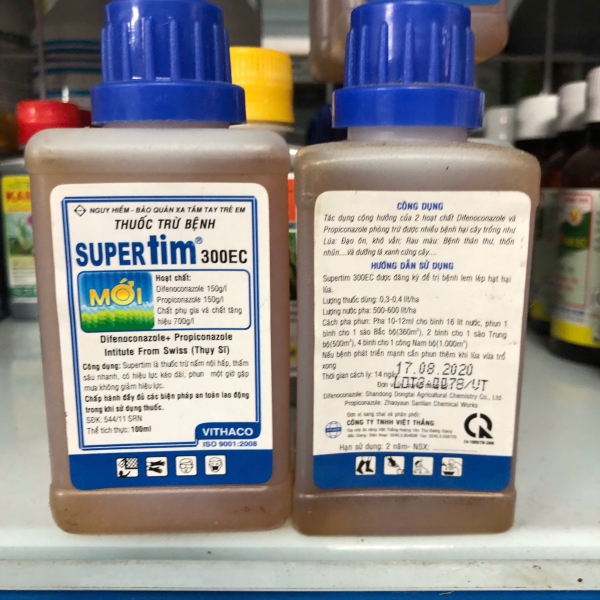 NGUY HIỂM - BẢO QUẢN XA TẦM TAY TRẺ EM
THUỐC TRỪ BỆNH
SUPERtim® 300EC
MỚI
Hoạt chất:
Difenoconazole 150g/l
Propiconazole 150g/l
Chất phụ gia và chất tăng
hiệu 700g/l
Difenoconazole+ Propiconazole
Intitute From Swiss (Thụy Sĩ)
Công dụng: Supertim là thuốc trừ nấm nội hấp, thấm
sâu nhanh, có hiệu lực kéo dài, phun một giờ gặp
mưa không giảm hiệu lực.
Chấp hành đầy đủ các biện pháp an toàn lao động
trong khi sử dụng thuốc.
SĐK: 544/11 SRN
Thể tích thực: 100ml
VITHACO
ISO 9001:2008
CÔNG DỤNG
Tác dụng cộng hưởng của 2 hoạt chất Difenoconazole và
Propiconazole phòng trừ được nhiều bệnh hại cây trồng như
Lúa: Đạo ôn, khô vằn; Rau màu: Bệnh thán thư, thối
nhũn....và dưỡng lá xanh cứng cây....
HƯỚNG DẪN SỬ DỤNG
Supertim 300EC được đăng ký để trị bệnh lem lép hạt hại
lúa.
Lượng thuốc dùng: 0,3-0,4 lít/ha
Lượng nước pha: 500-600 lít/ha
Cách pha phun: Pha 10-12ml cho bình 16 lít nước, phun 1
bình cho 1 sào Bắc bộ(360m²), 2 bình cho 1 sào Trung
bộ(500m²), 4 bình cho 1 công Nam bộ(1.000m²)
Nếu bệnh phát triển mạnh cần phun thêm khi lúa vừa trổ
xong
17.08.2020
Thời gian cách ly: 14 ngày
Difenoconazole: Shandong Dongtai Agricultural Chemistry Co., Ltd
Propiconazole: Zhaoyuan Sanlian Chemical Works
Đơn vị sang chai và phân phối:
CÔNG TY TNHH VIỆT THẮNG
Hạn sử dụng: 2 năm- NSX: